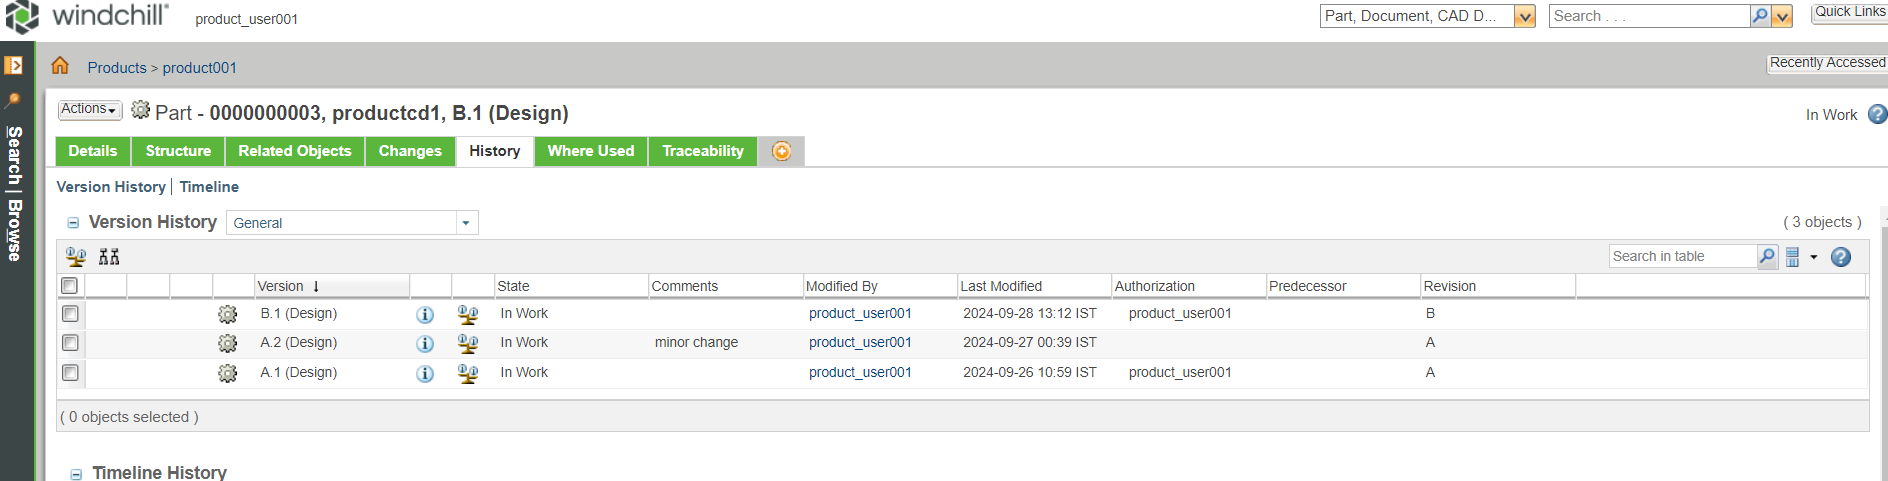 windchill product_user001 Part, Document, CAD D... Search . . . Quick Links
Products > product001 Recently Accessed
Search | Browse
Actions Part - 0000000003, productcd1, B.1 (Design) In Work
Details Structure Related Objects Changes History Where Used Traceability
Version History | Timeline
Version History General ( 3 objects )
Search in table
Version ↓ State Comments Modified By Last Modified Authorization Predecessor Revision
B.1 (Design) In Work product_user001 2024-09-28 13:12 IST product_user001 B
A.2 (Design) In Work minor change product_user001 2024-09-27 00:39 IST A
A.1 (Design) In Work product_user001 2024-09-26 10:59 IST product_user001 A
( 0 objects selected )
Timeline History